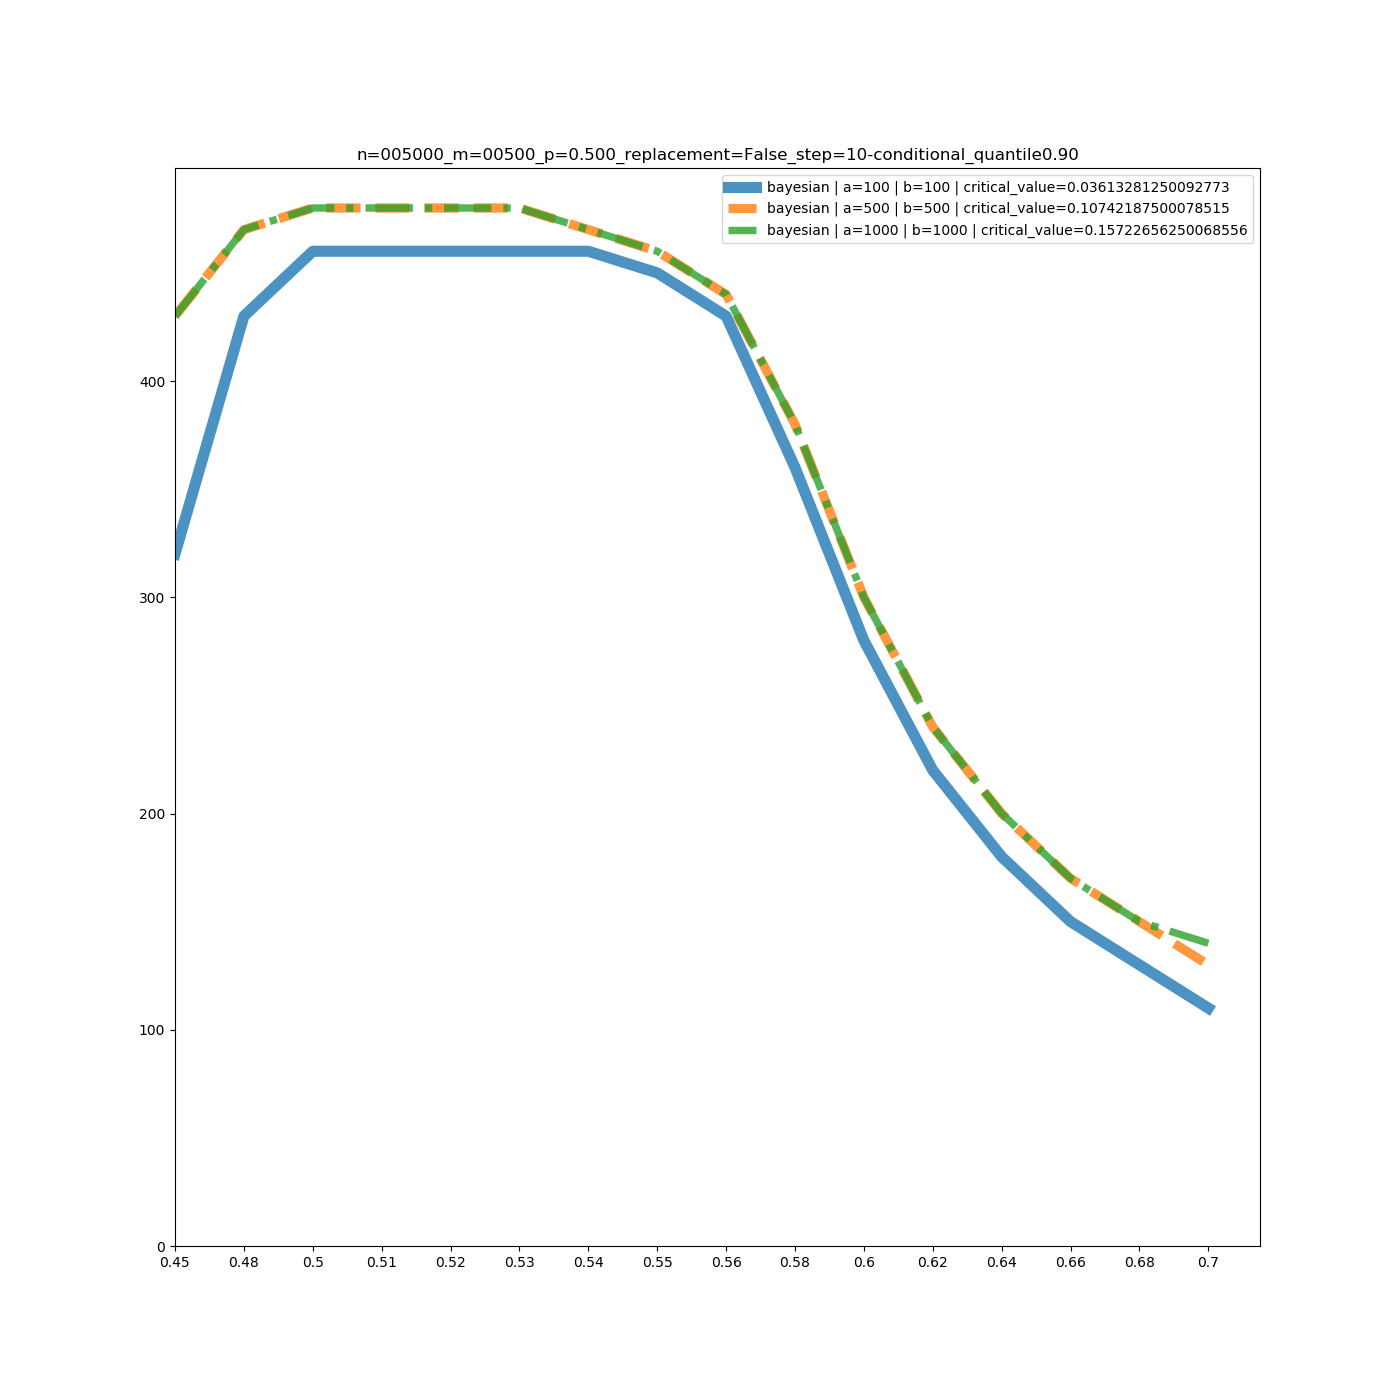 n=005000_m=00500_p=0.500_replacement=False_step=10-conditional_quantile0.90
bayesian | a=100 | b=100 | critical_value=0.03613281250092773
bayesian | a=500 | b=500 | critical_value=0.10742187500078515
bayesian | a=1000 | b=1000 | critical_value=0.15722656250068556
400
300
200
100
0
0.45 0.48 0.5 0.51 0.52 0.53 0.54 0.55 0.56 0.58 0.6 0.62 0.64 0.66 0.68 0.7